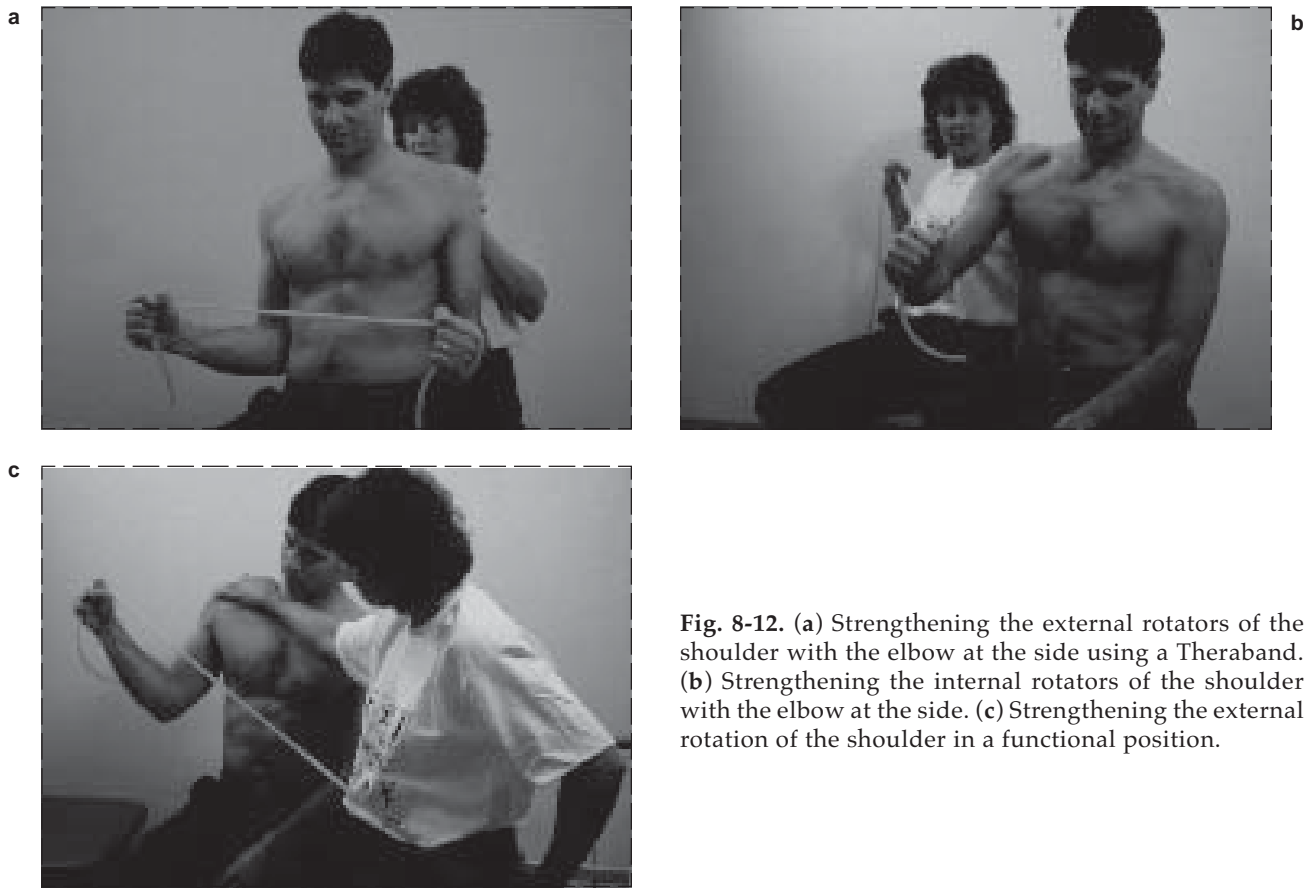 a
b
c
Fig. 8-12. (a) Strengthening the external rotators of the
shoulder with the elbow at the side using a Theraband.
(b) Strengthening the internal rotators of the shoulder
with the elbow at the side. (c) Strengthening the external
rotation of the shoulder in a functional position.